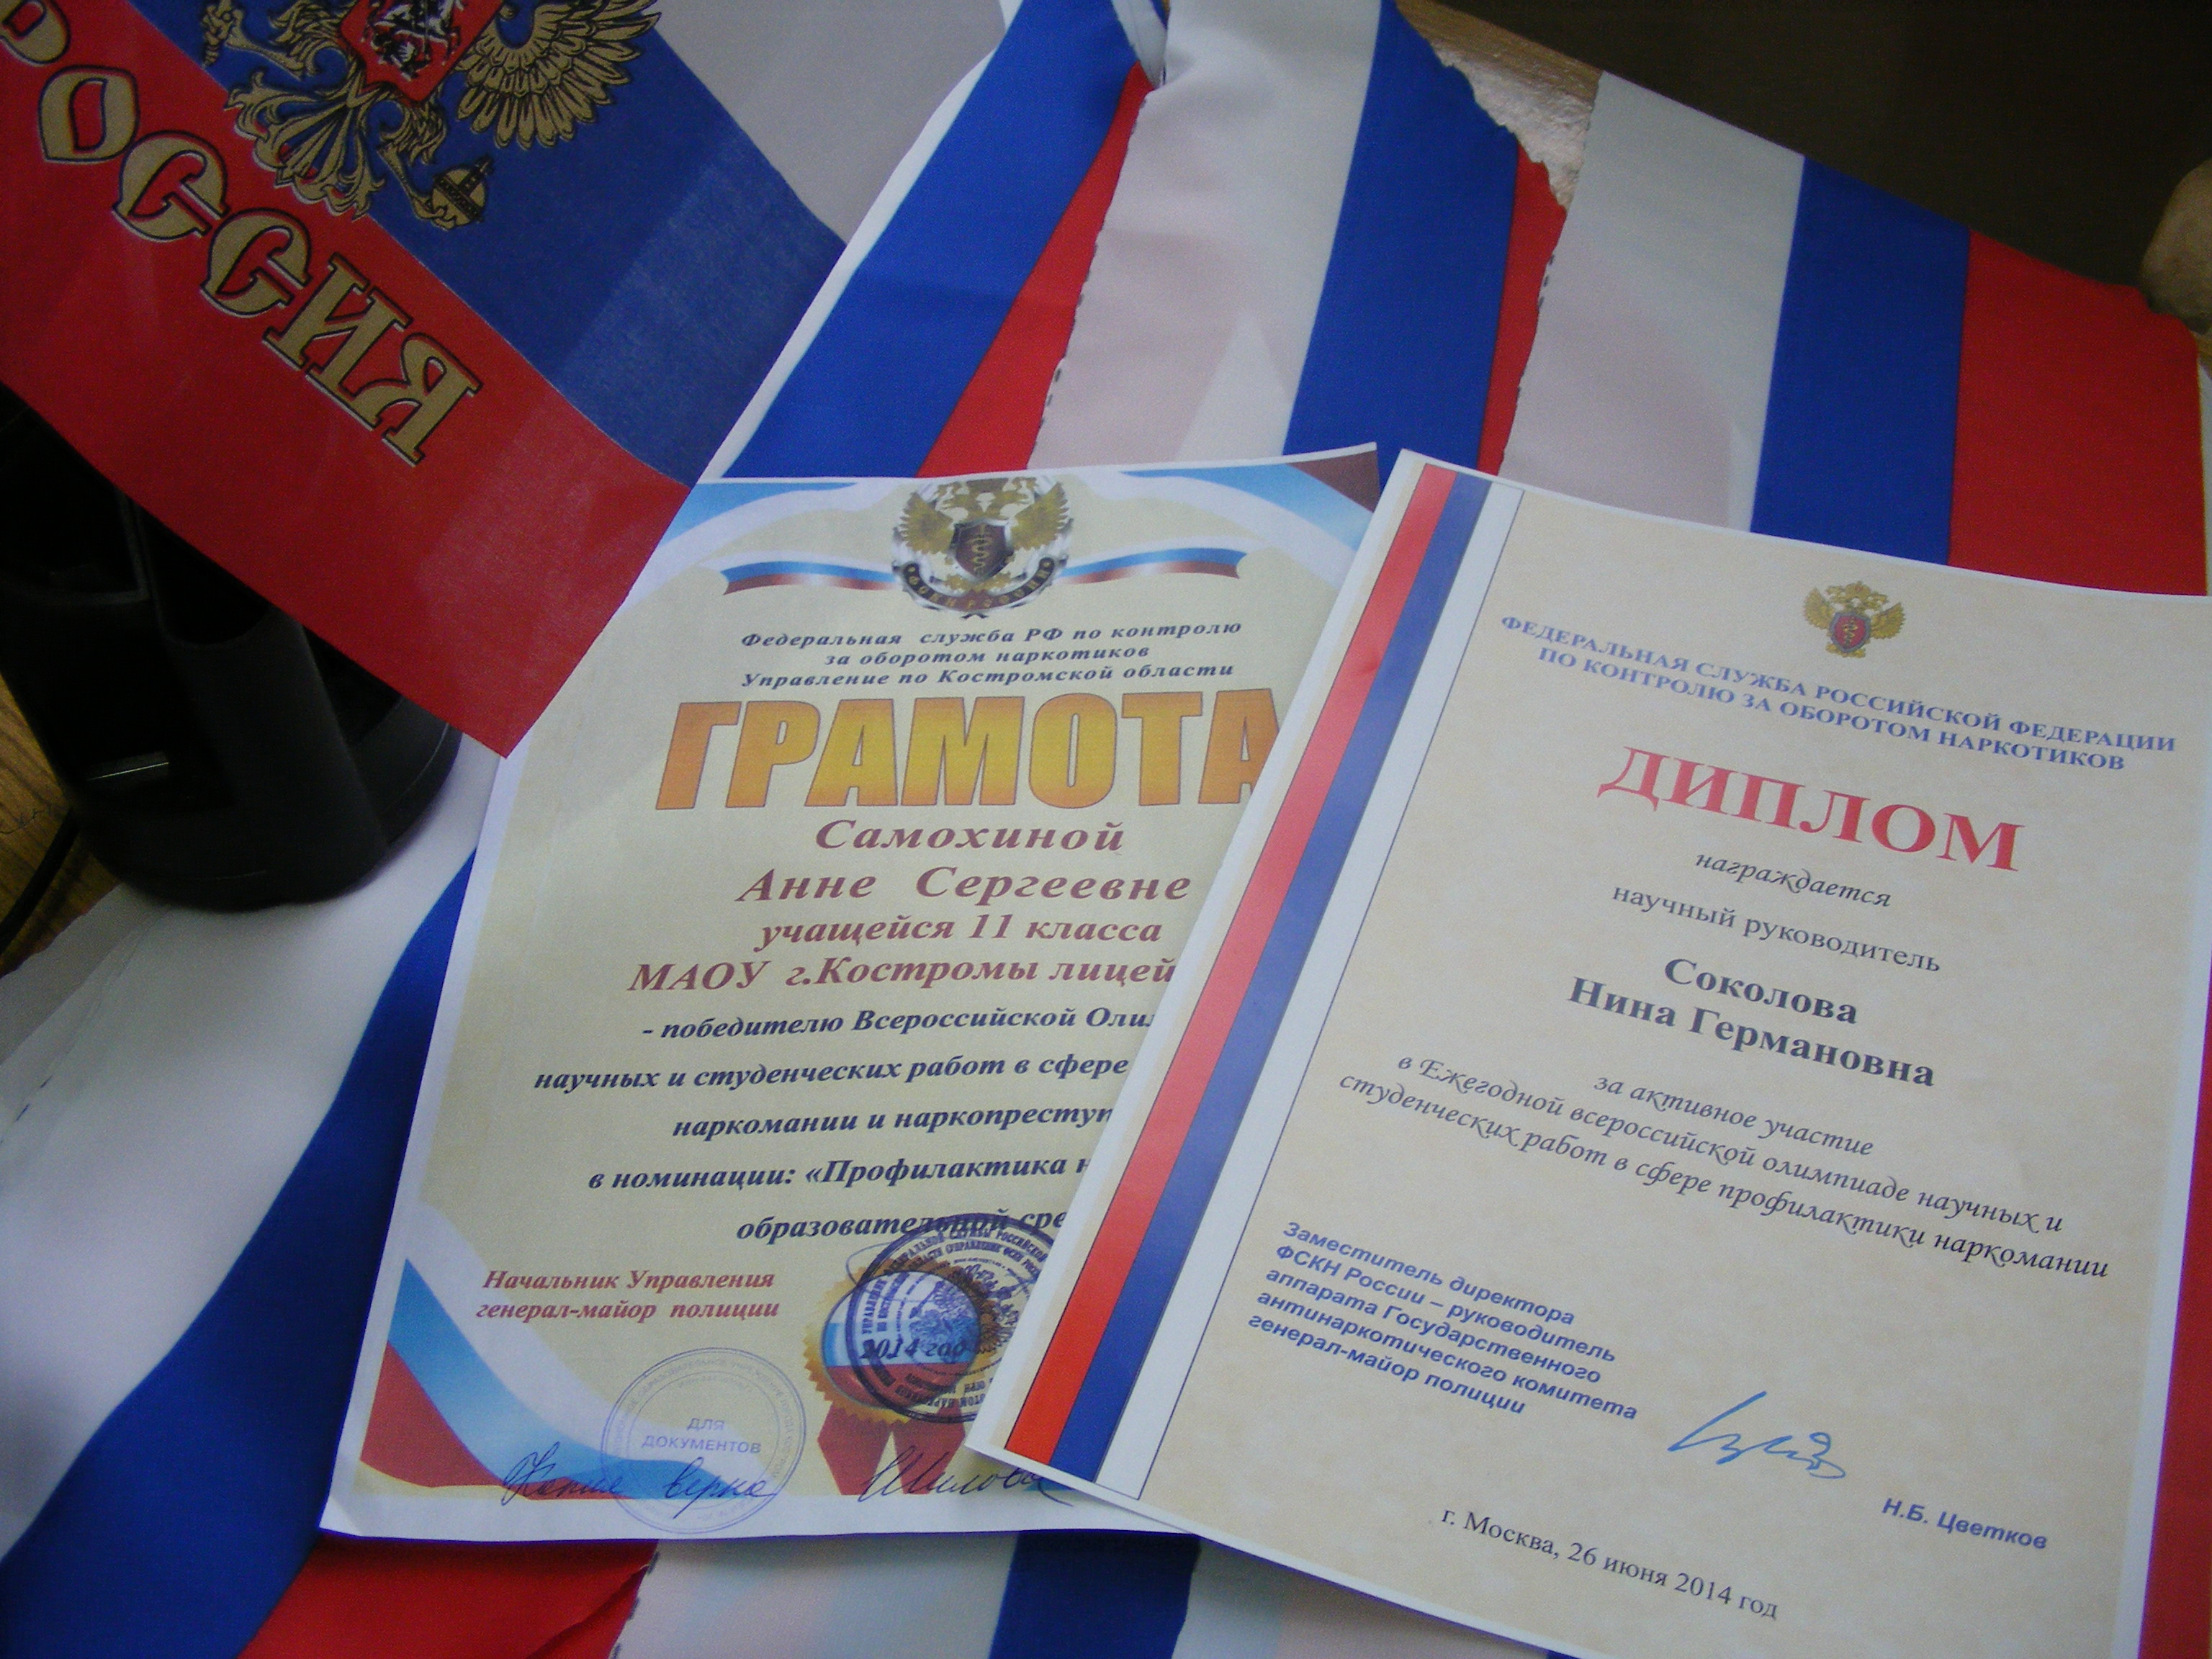 РОССИЯ
Федеральная служба РФ по контролю
за оборотом наркотиков
Управление по Костромской области
ГРАМОТА
Самохиной
Анне Сергеевне
учащейся 11 класса
МАОУ г.Костромы лицей
- победителю Всероссийской
научных и студенческих работ в сфере
наркомании и
в номинации: «Профилактика
образовательной
Начальник Управления
генерал-майор полиции
2014 год
ДЛЯ
ДОКУМЕНТОВ
Копия верна
ФЕДЕРАЛЬНАЯ СЛУЖБА РОССИЙСКОЙ ФЕДЕРАЦИИ
ПО КОНТРОЛЮ ЗА ОБОРОТОМ НАРКОТИКОВ
ДИПЛОМ
награждается
научный руководитель
Соколова
Нина Германовна
за активное участие
в Ежегодной всероссийской олимпиаде научных и
студенческих работ в сфере профилактики наркомании
Заместитель директора
ФСКН России – руководитель
аппарата Государственного
антинаркотического комитета
генерал-майор полиции
Н.Б. Цветков
г. Москва, 26 июня 2014 год